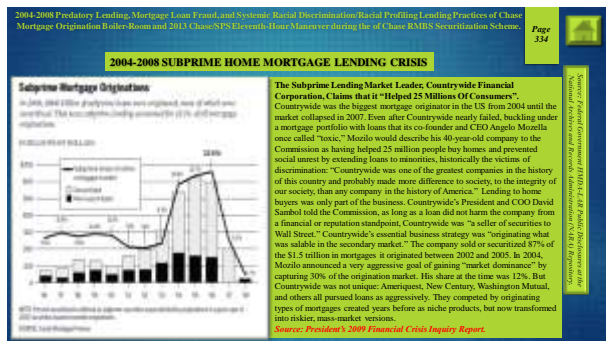 2004-2008 Predatory Lending, Mortgage Loan Fraud, and Systemic Racial Discrimination/Racial Profiling Lending Practices of Chase
Mortgage Origination Boiler-Room and 2013 Chase/SPS Eleventh-Hour Maneuver during the of Chase RMBS Securitization Scheme.
Page
334
2004-2008 SUBPRIME HOME MORTGAGE LENDING CRISIS
Subprime Mortgage Originations
The Subprime Lending Market Leader, Countrywide Financial
Corporation, Claims that it “Helped 25 Millions Of Consumers”.
Countrywide was the biggest mortgage originator in the US from 2004 until the
market collapsed in 2007. Even after Countrywide nearly failed, buckling under
a mortgage portfolio with loans that its co-founder and CEO Angelo Mozella
once called “toxic,” Mozilo would describe his 40-year-old company to the
Commission as having helped 25 million people buy homes and prevented
social unrest by extending loans to minorities, historically the victims of
discrimination: “Countrywide was one of the greatest companies in the history
of this country and probably made more difference to society, to the integrity of
our society, than any company in the history of America.” Lending to home
buyers was only part of the business. Countrywide’s President and COO David
Sambol told the Commission, as long as a loan did not harm the company from
a financial or reputation standpoint, Countrywide was “a seller of securities to
Wall Street.” Countrywide’s essential business strategy was “originating what
was salable in the secondary market.” The company sold or securitized 87% of
the $1.5 trillion in mortgages it originated between 2002 and 2005. In 2004,
Mozilo announced a very aggressive goal of gaining “market dominance” by
capturing 30% of the origination market. His share at the time was 12%. But
Countrywide was not unique: Ameriquest, New Century, Washington Mutual,
and others all pursued loans as aggressively. They competed by originating
types of mortgages created years before as niche products, but now transformed
into riskier, mass-market versions.
Source: President’s 2009 Financial Crisis Inquiry Report.
Source: Federal Government HMDA-LAR Public Disclosures at the
National Archives and Records Administration (NARA) Repository.